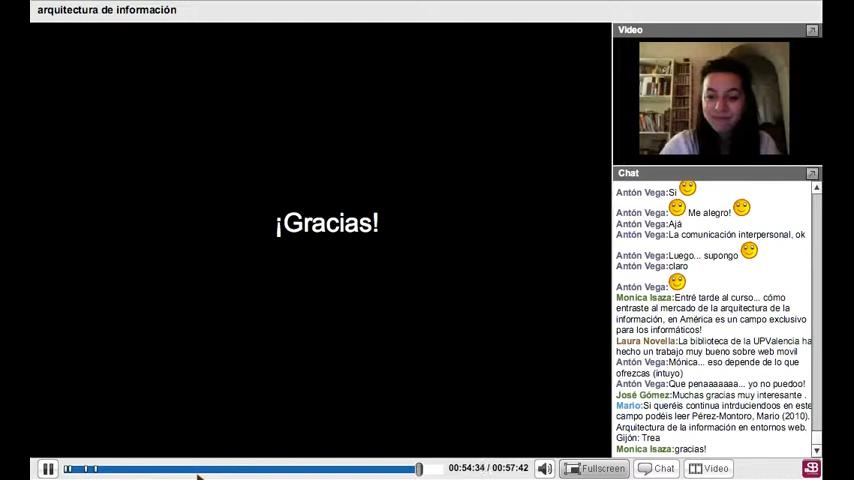 arquitectura de información
¡Gracias!
Video
Chat
Antón Vega:Si
Antón Vega: Me alegro!
Antón Vega:Ajá
Antón Vega:La comunicación interpersonal, ok
Antón Vega:Luego... supongo
Antón Vega:claro
Antón Vega:
Monica Isaza:Entré tarde al curso... cómo
entraste al mercado de la arquitectura de la
información, en América es un campo exclusivo
para los informáticos!
Laura Novella:La biblioteca de la UPValencia ha
hecho un trabajo muy bueno sobre web movil
Antón Vega:Mónica... eso depende de lo que
ofrezcas (intuyo)
Antón Vega:Que penaaaaaaa... yo no puedoo!
José Gómez:Muchas gracias muy interesante .
Mario:Si queréis continua intrduciendoos en este
campo podéis leer Pérez-Montoro, Mario (2010).
Arquitectura de la información en entornos web.
Gijón: Trea
Monica Isaza:gracias!
00:54:34 / 00:57:42
Fullscreen
Chat
Video
SB